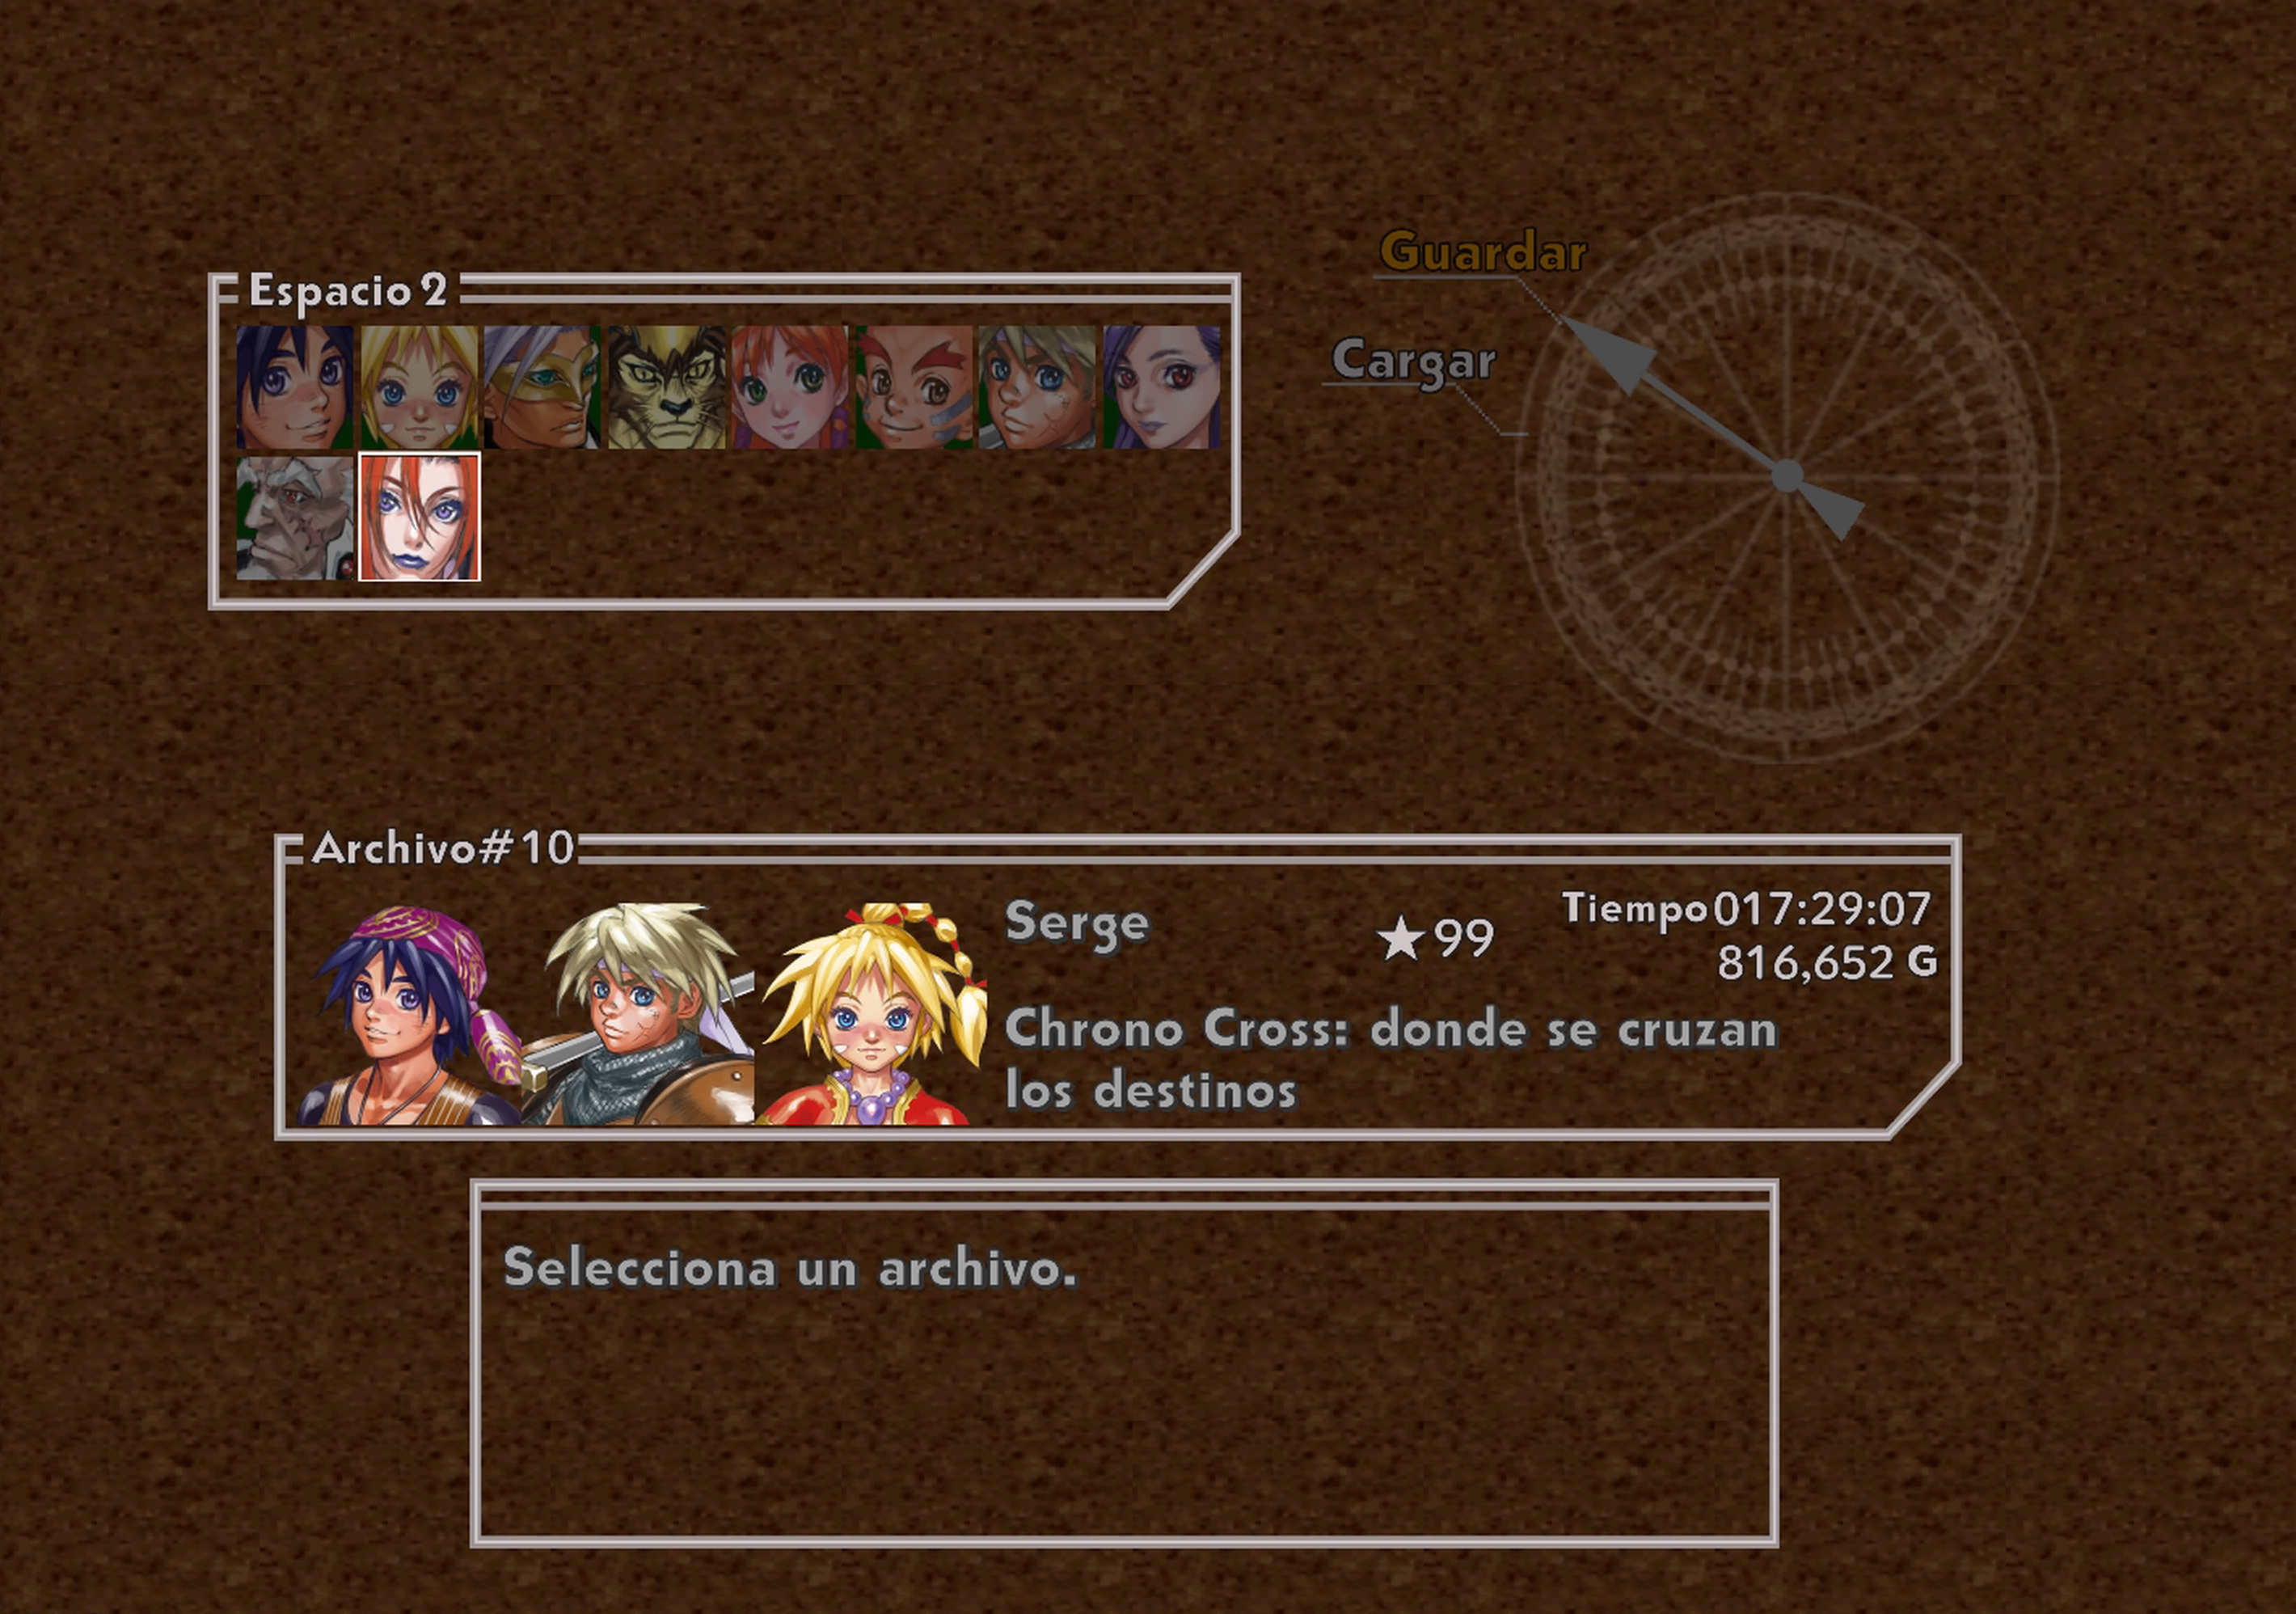 Guardar
Espacio 2
Cargar
Archivo#10
Serge
★99
Tiempo017:29:07
816,652 G
Chrono Cross: donde se cruzan
los destinos
Selecciona un archivo.